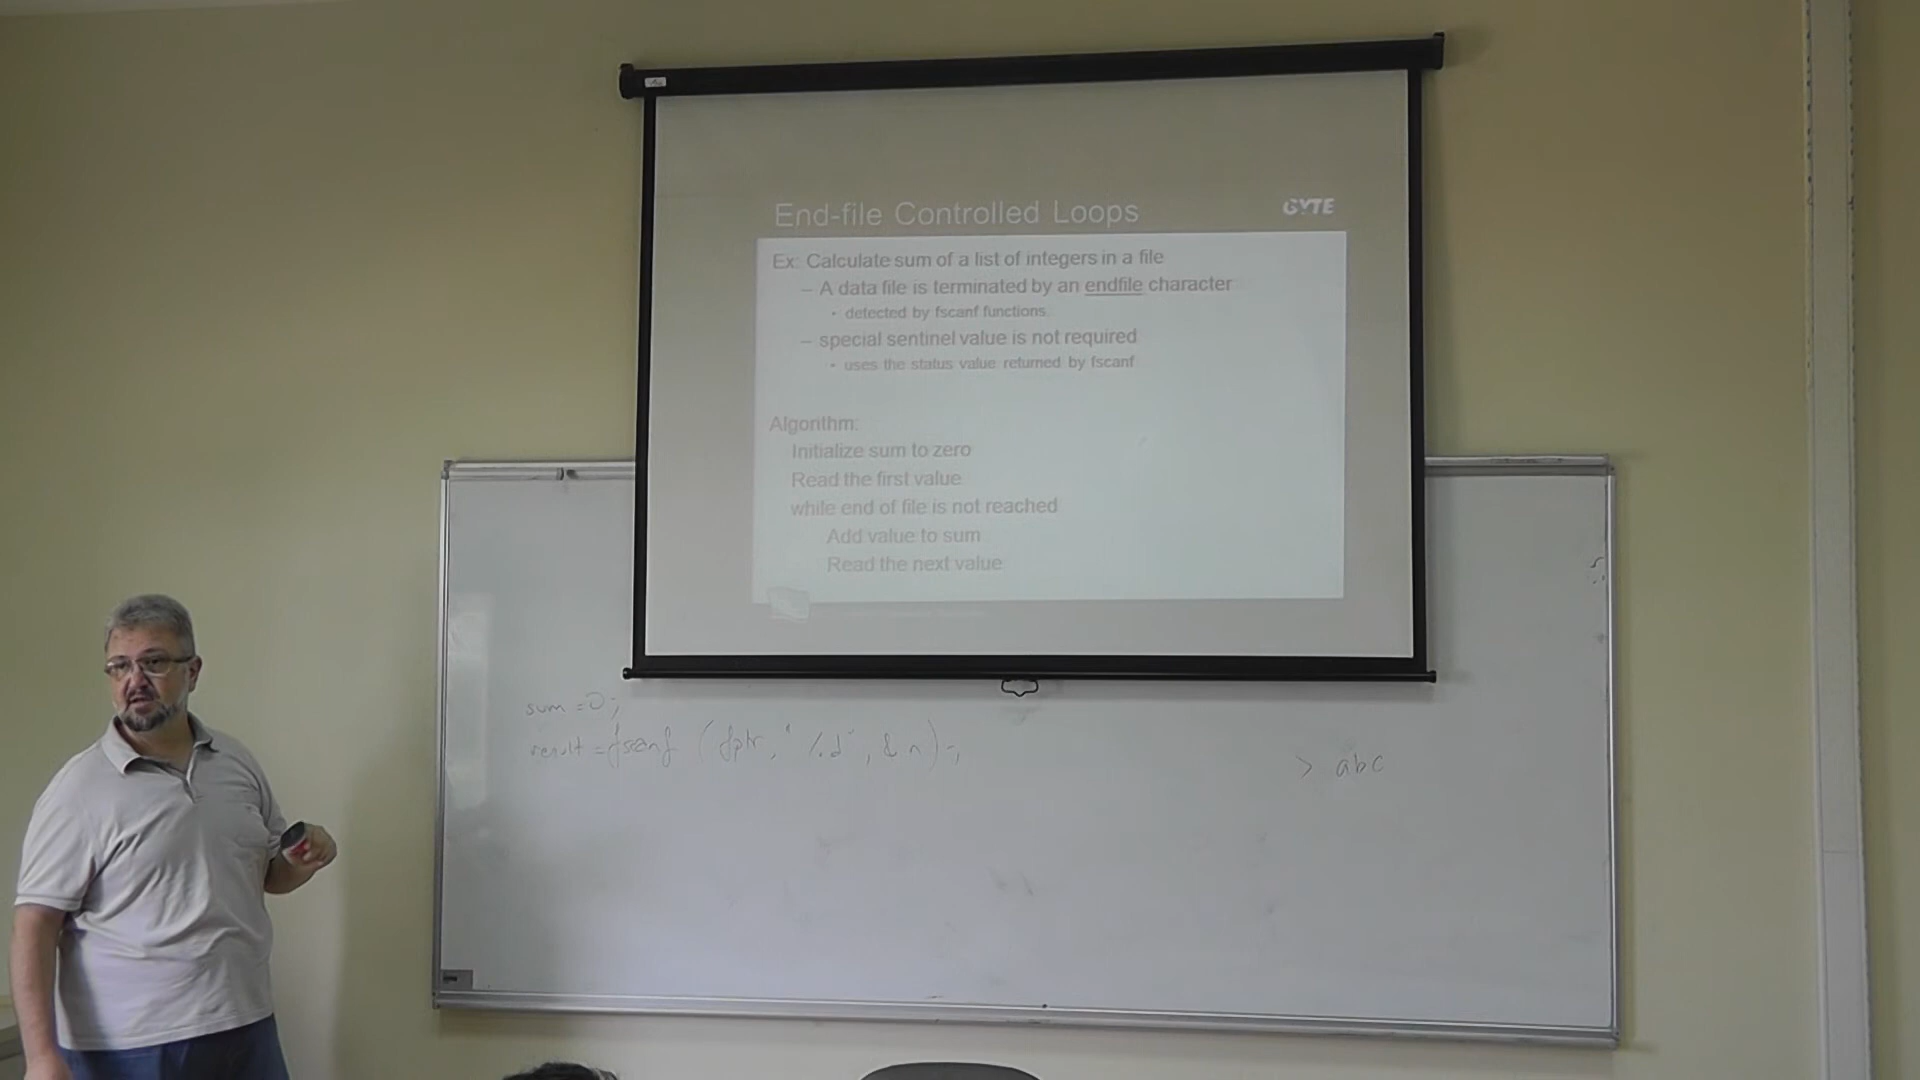 End-file Controlled Loops
GYTE
Ex: Calculate sum of a list of integers in a file
– A data file is terminated by an endfile character
• detected by fscanf functions.
– special sentinel value is not required
• uses the status value returned by fscanf
Algorithm:
Initialize sum to zero
Read the first value
while end of file is not reached
Add value to sum
Read the next value
sum = 0;
result = fscanf (fptr, "%d", &n);
> abc